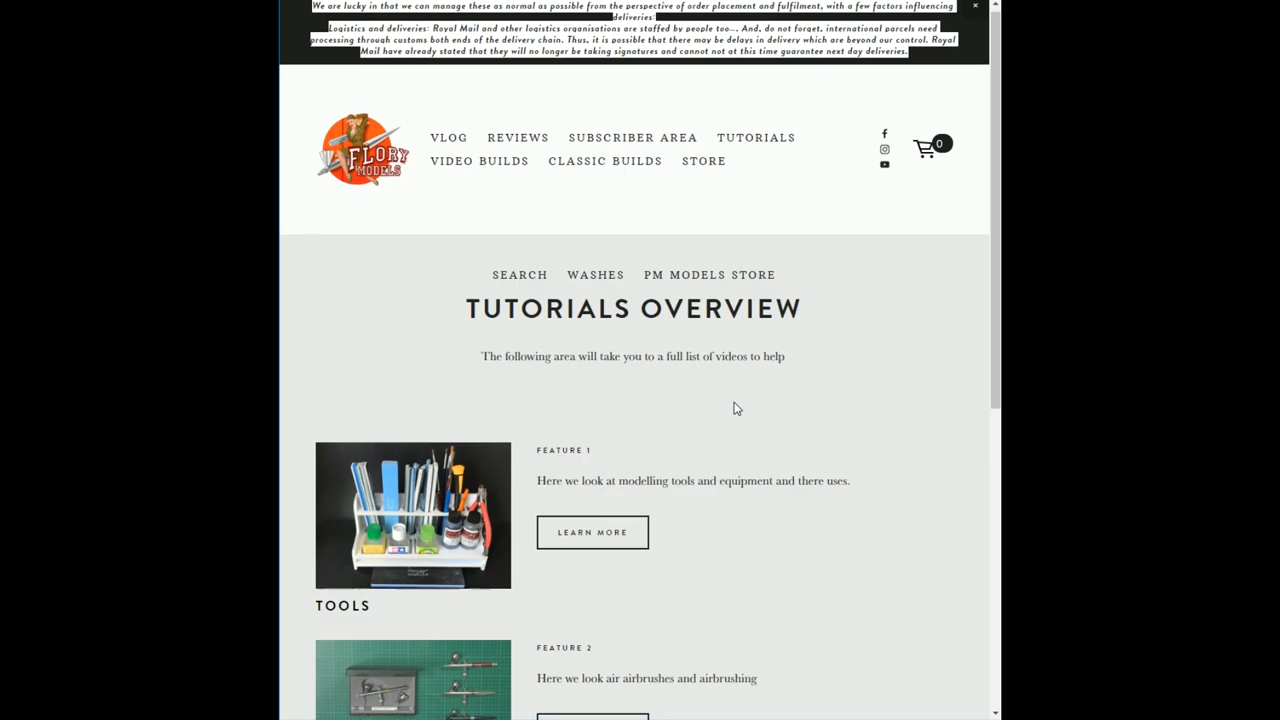 We are lucky in that we can manage these as normal as possible from the perspective of order placement and fulfilment, with a few factors influencing
deliveries:
Logistics and deliveries: Royal Mail and other logistics organisations are staffed by people too…. And, do not forget, international parcels need
processing through customs both ends of the delivery chain. Thus, it is possible that there may be delays in delivery which are beyond our control. Royal
Mail have already stated that they will no longer be taking signatures and cannot not at this time guarantee next day deliveries.
FLORY
MODELS
VLOG REVIEWS SUBSCRIBER AREA TUTORIALS
VIDEO BUILDS CLASSIC BUILDS STORE
0
SEARCH WASHES PM MODELS STORE
TUTORIALS OVERVIEW
The following area will take you to a full list of videos to help
FEATURE 1
Here we look at modelling tools and equipment and there uses.
LEARN MORE
TOOLS
FEATURE 2
Here we look air airbrushes and airbrushing